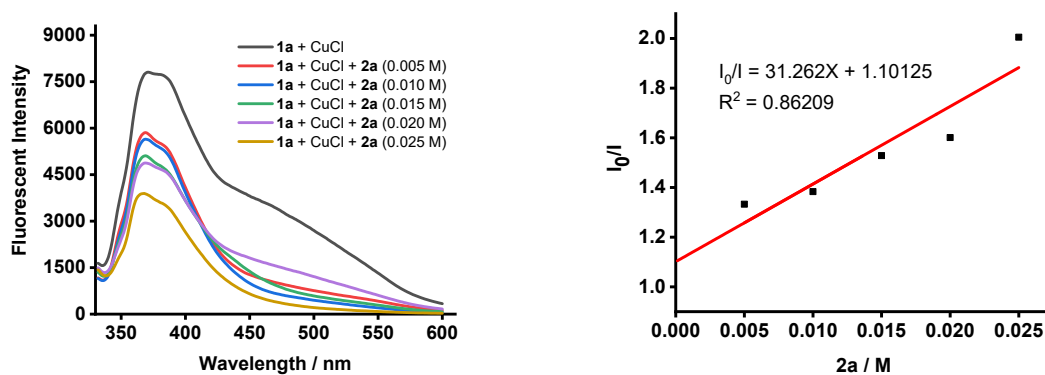 9000
7500
6000
4500
3000
1500
0
Fluorescent Intensity
1a + CuCl
1a + CuCl + 2a (0.005 M)
1a + CuCl + 2a (0.010 M)
1a + CuCl + 2a (0.015 M)
1a + CuCl + 2a (0.020 M)
1a + CuCl + 2a (0.025 M)
350 400 450 500 550 600
Wavelength / nm
2.0
1.8
1.6
1.4
1.2
1.0
I₀/I
I₀/I = 31.262X + 1.10125
R² = 0.86209
0.000 0.005 0.010 0.015 0.020 0.025
2a / M